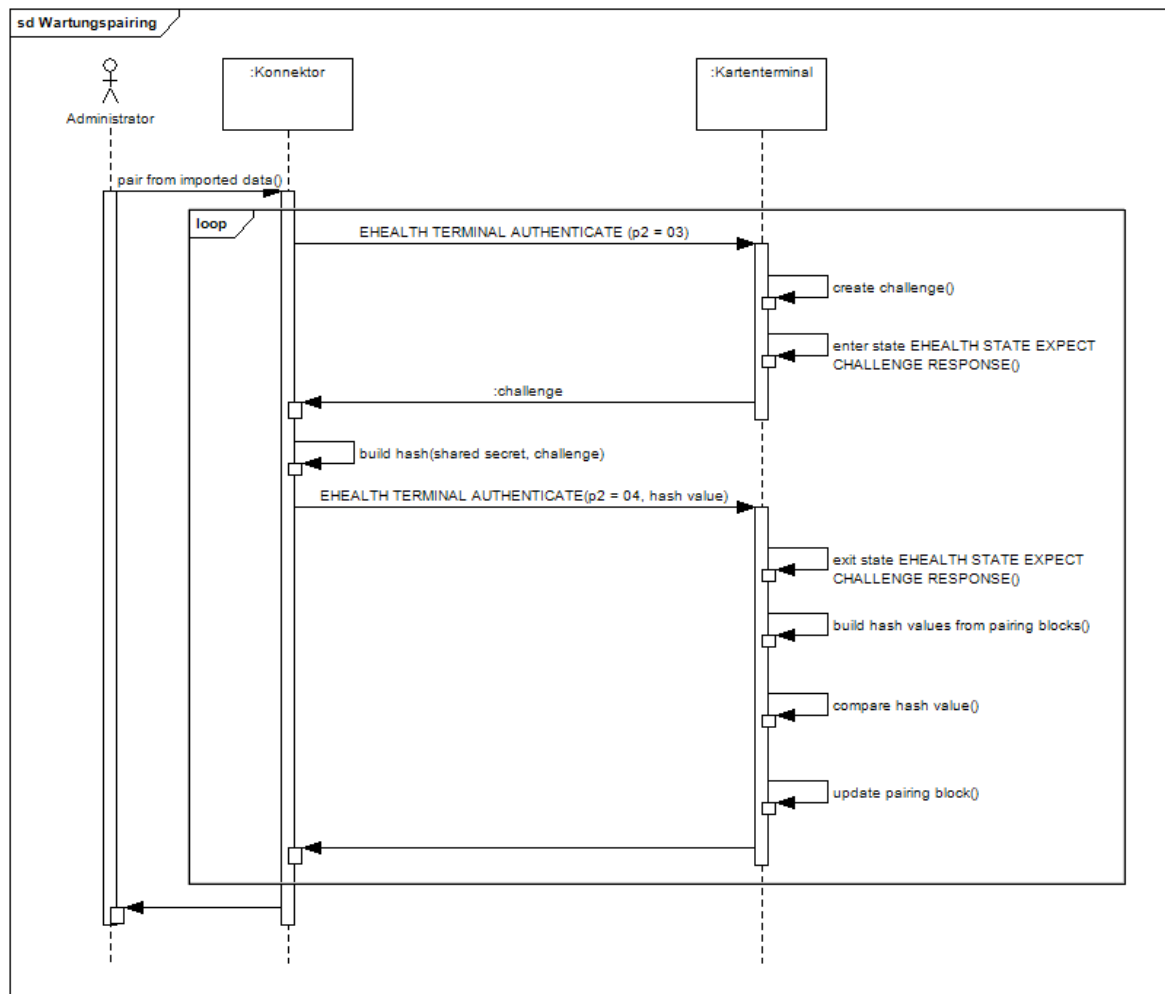 sd Wartungspairing
:Konnektor
:Kartenterminal
Administrator
pair from imported data()
loop
EHEALTH TERMINAL AUTHENTICATE (p2 = 03)
create challenge()
enter state EHEALTH STATE EXPECT
CHALLENGE RESPONSE()
:challenge
build hash(shared secret, challenge)
EHEALTH TERMINAL AUTHENTICATE(p2 = 04, hash value)
exit state EHEALTH STATE EXPECT
CHALLENGE RESPONSE()
build hash values from pairing blocks()
compare hash value()
update pairing block()